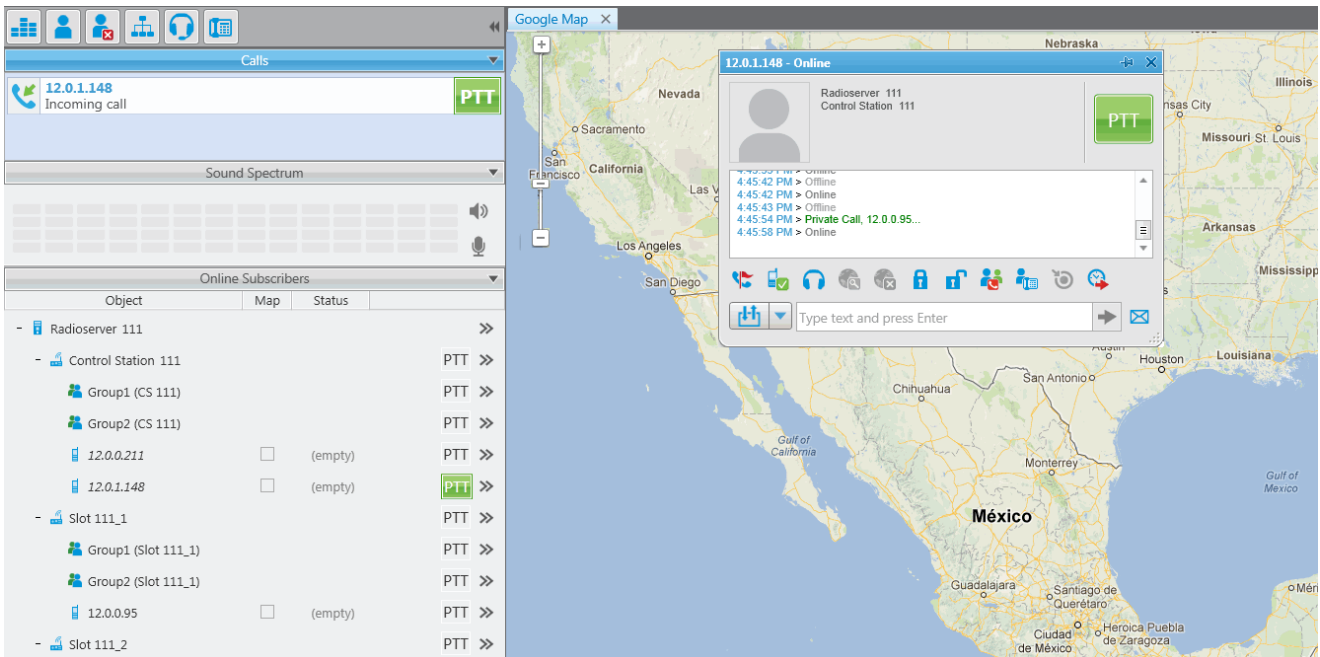 Google Map
Calls
12.0.1.148
Incoming call
PTT
Sound Spectrum
Online Subscribers
Object Map Status
Radioserver 111
Control Station 111 PTT
Group1 (CS 111) PTT
Group2 (CS 111) PTT
12.0.0.211 (empty) PTT
12.0.1.148 (empty) PTT
Slot 111_1 PTT
Group1 (Slot 111_1) PTT
Group2 (Slot 111_1) PTT
12.0.0.95 (empty) PTT
Slot 111_2 PTT
12.0.1.148 - Online
Radioserver 111
Control Station 111
PTT
Online
4:45:42 PM > Offline
4:45:42 PM > Online
4:45:43 PM > Offline
4:45:54 PM > Private Call, 12.0.0.95...
4:45:58 PM > Online
Type text and press Enter
Nebraska
Nevada
Illinois
nsas City
Sacramento
Missouri St. Louis
San
Francisco
California
Las V
Arkansas
Los Angeles
San Diego
Mississipp
Austin
Houston
Louisiana
San Antonio
Chihuahua
Gulf of
California
Monterrey
Gulf of
Mexico
México
Guadalajara
Santiago de
Querétaro
Méri
Ciudad
de México
Heroica Puebla
de Zaragoza